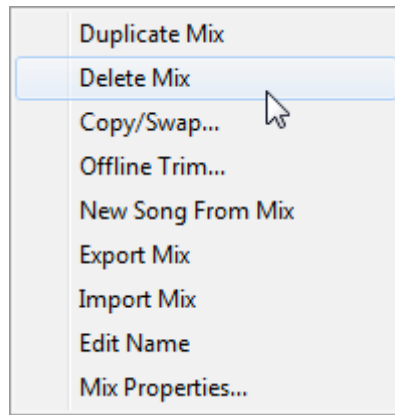 Duplicate Mix
Delete Mix
Copy/Swap...
Offline Trim...
New Song From Mix
Export Mix
Import Mix
Edit Name
Mix Properties...